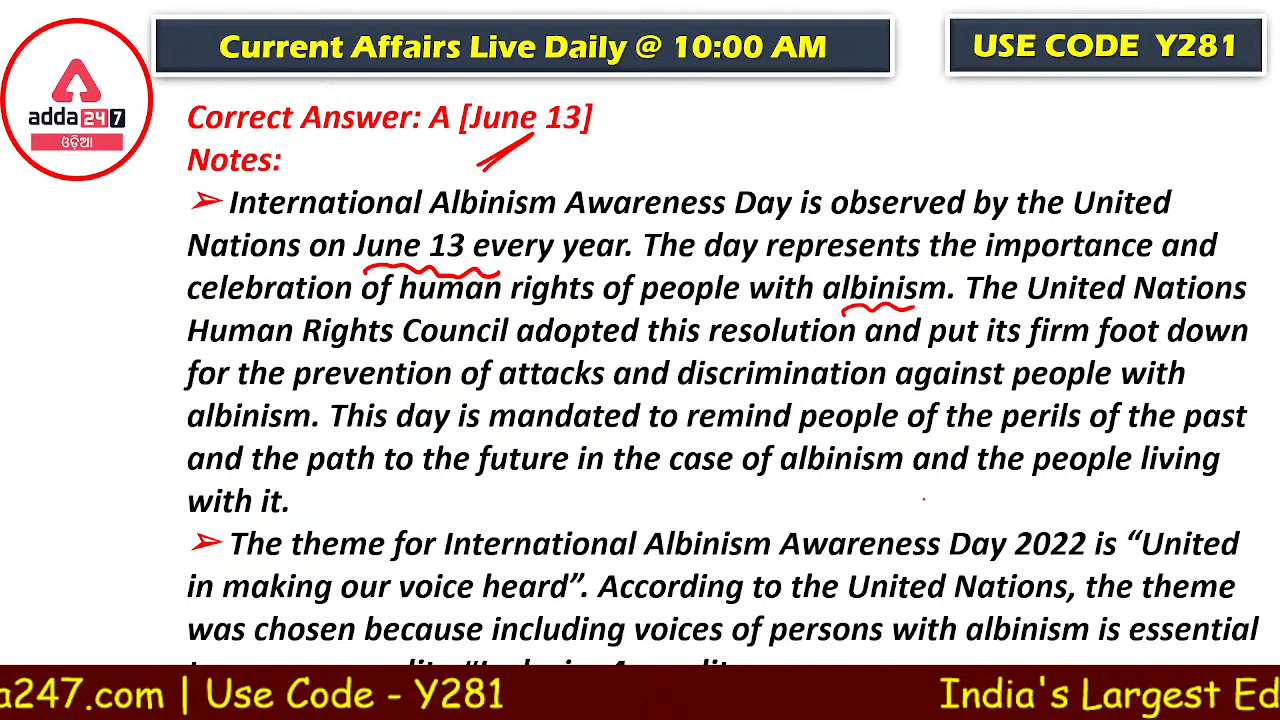 Current Affairs Live Daily @ 10:00 AM
USE CODE Y281
adda 24 7
ଓଡ଼ିଆ
Correct Answer: A [June 13]
Notes:
➢ International Albinism Awareness Day is observed by the United
Nations on June 13 every year. The day represents the importance and
celebration of human rights of people with albinism. The United Nations
Human Rights Council adopted this resolution and put its firm foot down
for the prevention of attacks and discrimination against people with
albinism. This day is mandated to remind people of the perils of the past
and the path to the future in the case of albinism and the people living
with it.
➢ The theme for International Albinism Awareness Day 2022 is “United
in making our voice heard”. According to the United Nations, the theme
was chosen because including voices of persons with albinism is essential
a247.com | Use Code - Y281
India's Largest Ed